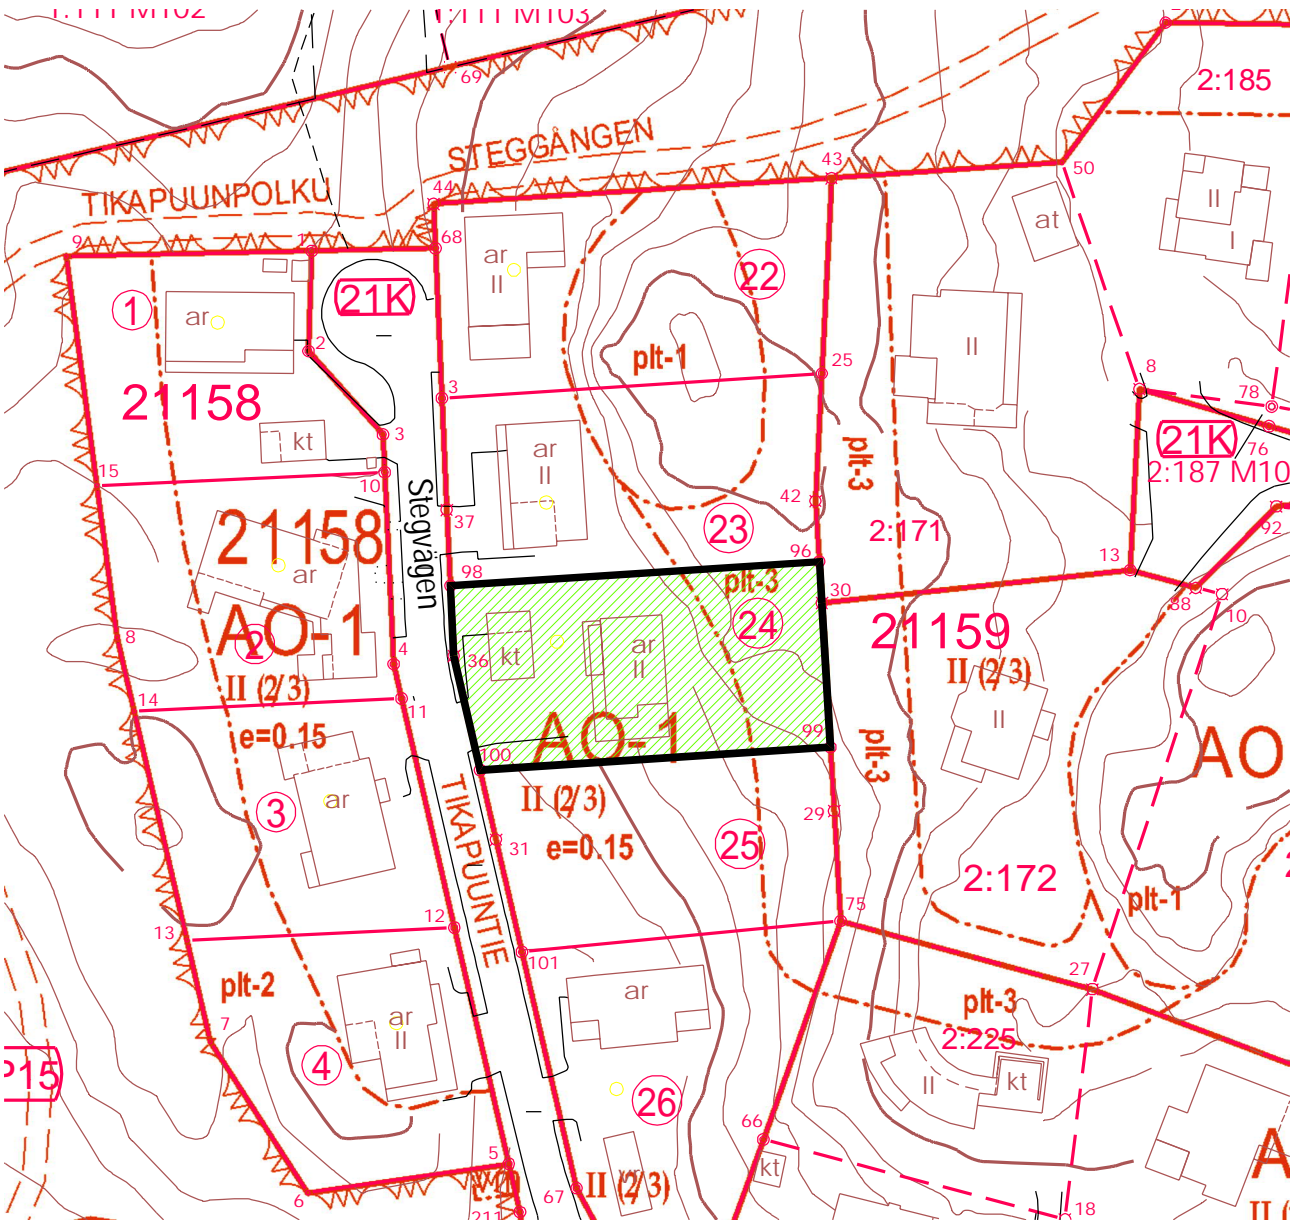 1:111 M102
1:111 M103
69
2:185
STEGGÅNGEN
TIKAPUUNPOLKU
43
50
44
9
1
68
at
II
I
ar
II
22
1
ar
21K
2
plt-1
II
25
8
78
3
21158
3
kt
ar
II
plt-3
21K
76
2:187 M10
15
10
42
92
37
23
2:171
21158
Stegvägen
ar
96
13
98
plt-3
30
88
10
24
21159
8
AO-1
2
4
36
kt
ar
II
II (2/3)
II (2/3)
14
11
II
e=0.15
AO-1
99
plt-3
AO
100
TIKAPUUNTIE
II (2/3)
3
ar
29
31
e=0.15
25
2:172
plt-1
12
75
13
101
27
plt-2
ar
plt-3
7
ar
II
2:225
P15
4
II
kt
26
66
5
kt
A
6
67
II (2/3)
18
211